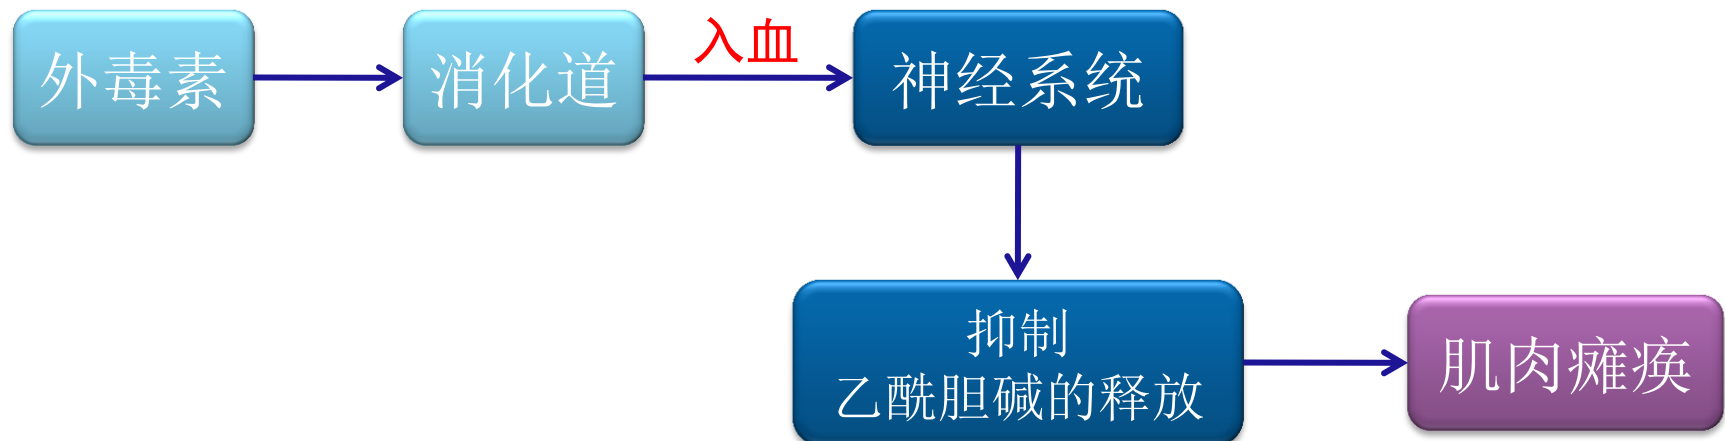 外毒素
消化道
入血
神经系统
抑制
乙酰胆碱的释放
肌肉瘫痪